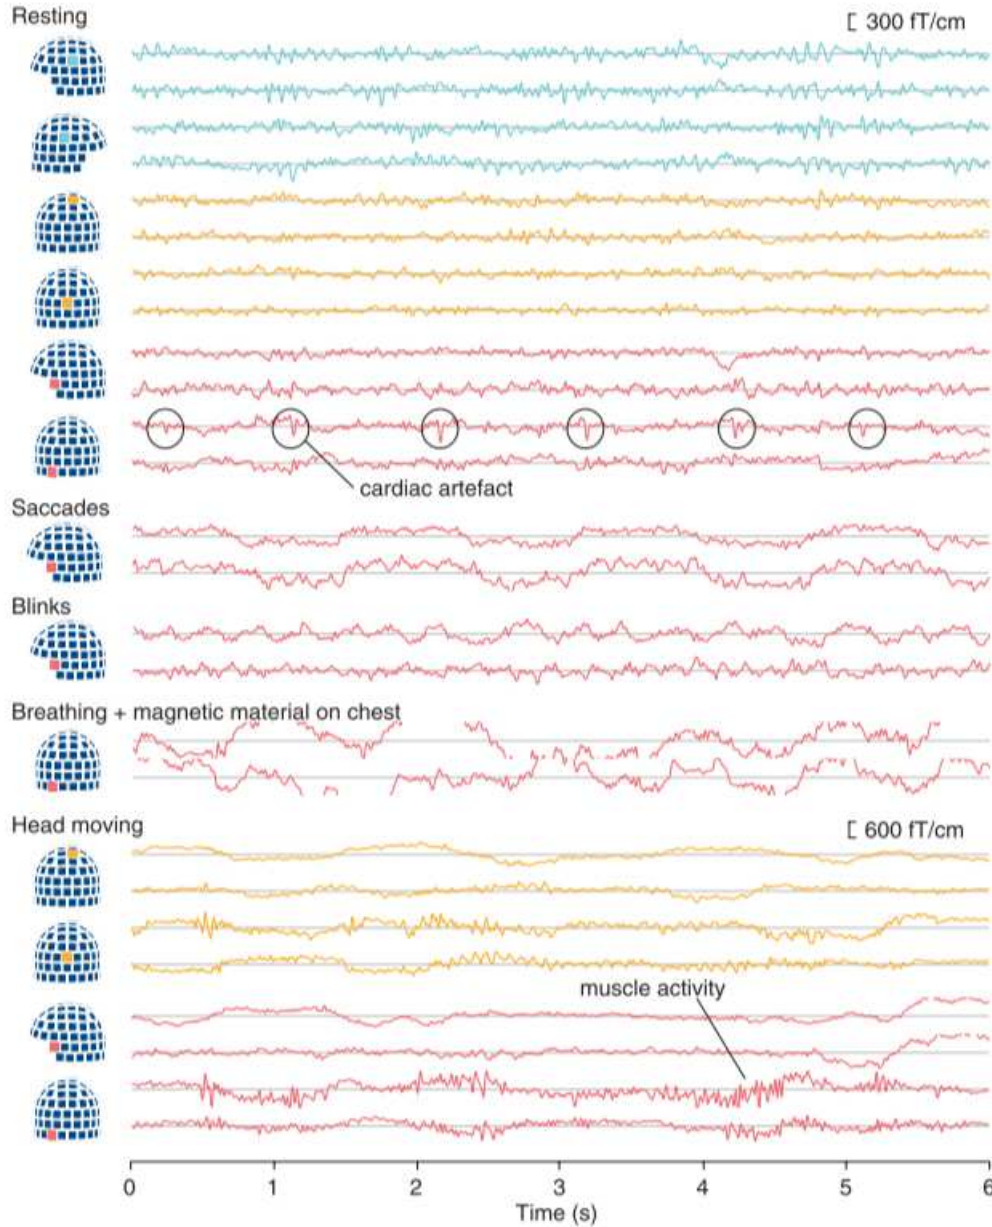 Resting
[ 300 fT/cm
cardiac artefact
Saccades
Blinks
Breathing + magnetic material on chest
Head moving
[ 600 fT/cm
muscle activity
0 1 2 3 4 5 6
Time (s)